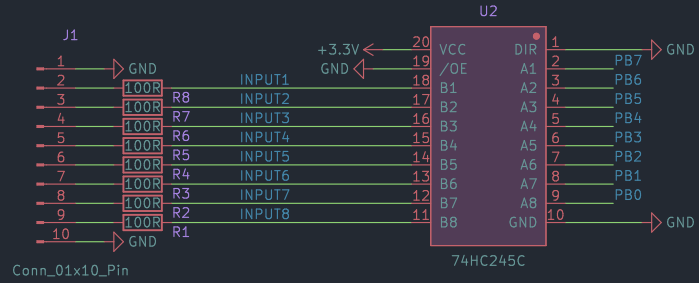 U2
J1
+3.3V 20 VCC DIR 1 GND
1 GND GND 19 /OE A1 2 PB7
2 100R R8 INPUT1 18 B1 A2 3 PB6
3 100R R7 INPUT2 17 B2 A3 4 PB5
4 100R R6 INPUT3 16 B3 A4 5 PB4
5 100R R5 INPUT4 15 B4 A5 6 PB3
6 100R R4 INPUT5 14 B5 A6 7 PB2
7 100R R3 INPUT6 13 B6 A7 8 PB1
8 100R R2 INPUT7 12 B7 A8 9 PB0
9 100R R1 INPUT8 11 B8 GND 10 GND
10 GND
74HC245C
Conn_01x10_Pin